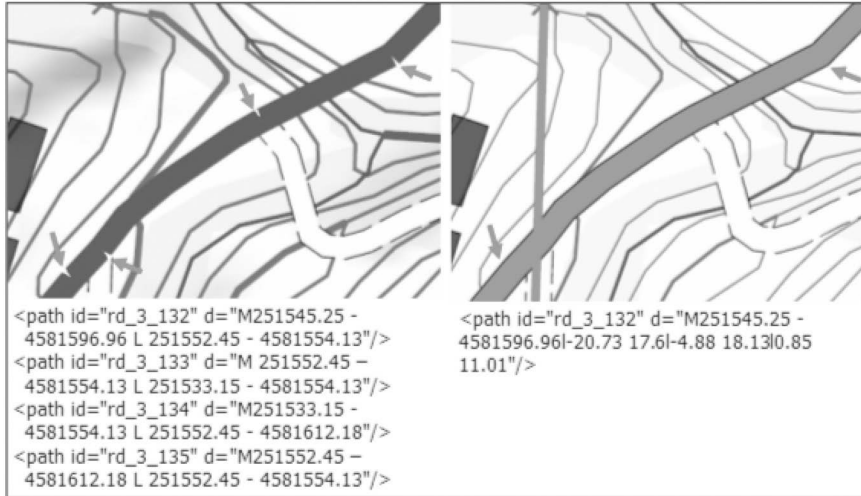 <path id="rd_3_132" d="M251545.25 -
4581596.96 L 251552.45 - 4581554.13"/>
<path id="rd_3_133" d="M 251552.45 –
4581554.13 L 251533.15 - 4581554.13"/>
<path id="rd_3_134" d="M251533.15 -
4581554.13 L 251552.45 - 4581612.18"/>
<path id="rd_3_135" d="M251552.45 –
4581612.18 L 251552.45 - 4581554.13"/>
<path id="rd_3_132" d="M251545.25 -
4581596.96l-20.73 17.6l-4.88 18.13l0.85
11.01"/>